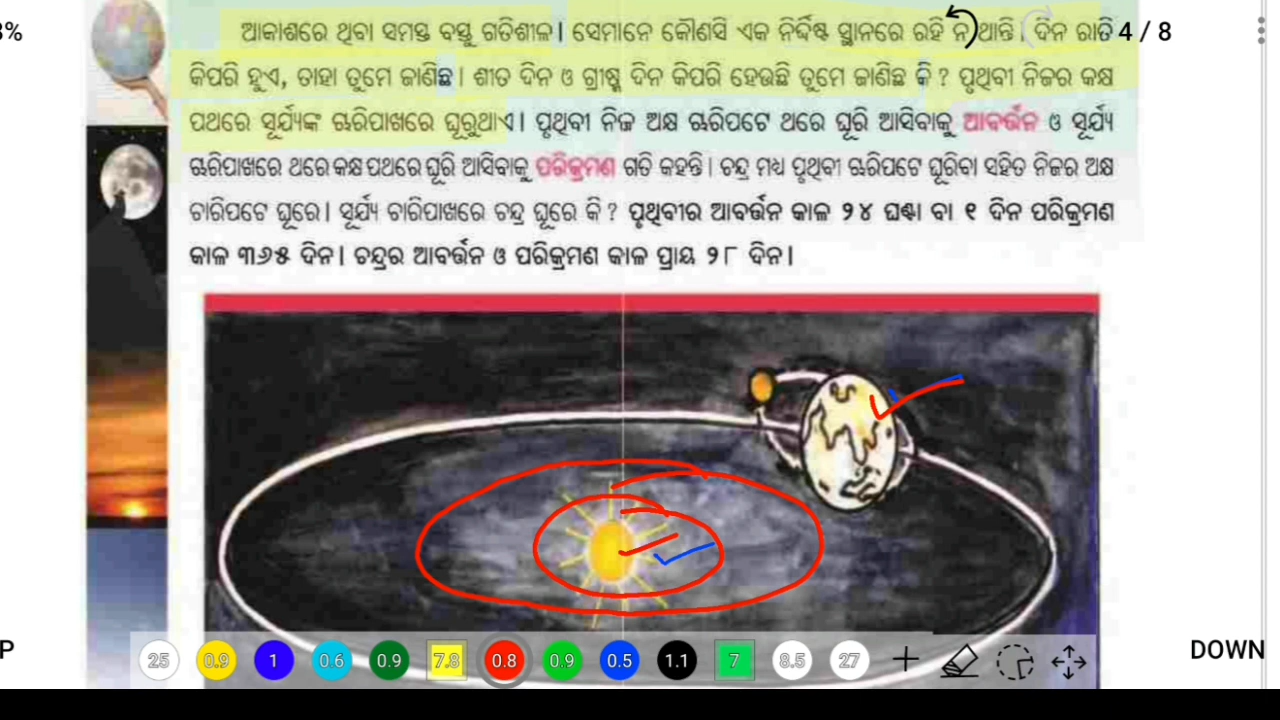 ଆକାଶରେ ଥିବା ସମସ୍ତ ବସ୍ତୁ ଗତିଶୀଳ। ସେମାନେ କୌଣସି ଏକ ନିର୍ଦ୍ଦିଷ୍ଟ ସ୍ଥାନରେ ରହି ନ ଥାନ୍ତି। ଦିନ ରାତି 4 / 8
କିପରି ହୁଏ, ତାହା ତୁମେ ଜାଣିଛ। ଶୀତ ଦିନ ଓ ଗ୍ରୀଷ୍ମ ଦିନ କିପରି ହେଉଛି ତୁମେ ଜାଣିଛ କି ? ପୃଥିବୀ ନିଜର କକ୍ଷ
ପଥରେ ସୂର୍ଯ୍ୟଙ୍କ ଋରିପାଖରେ ଘୂରୁଥାଏ। ପୃଥିବୀ ନିଜ ଅକ୍ଷ ଋରିପଟେ ଥରେ ଘୂରି ଆସିବାକୁ ଆବର୍ତ୍ତନ ଓ ସୂର୍ଯ୍ୟ
ଋରିପାଖରେ ଥରେ କକ୍ଷ ପଥରେ ଘୂରି ଆସିବାକୁ ପରିକ୍ରମଣ ଗତି କହନ୍ତି। ଚନ୍ଦ୍ର ମଧ୍ୟ ପୃଥିବୀ ଋରିପଟେ ଘୂରିବା ସହିତ ନିଜର ଅକ୍ଷ
ଚାରିପଟେ ଘୂରେ। ସୂର୍ଯ୍ୟ ଚାରିପାଖରେ ଚନ୍ଦ୍ର ଘୂରେ କି ? ପୃଥିବୀର ଆବର୍ତ୍ତନ କାଳ ୨୪ ଘଣ୍ଟା ବା ୧ ଦିନ ପରିକ୍ରମଣ
କାଳ ୩୬୫ ଦିନ। ଚନ୍ଦ୍ରର ଆବର୍ତ୍ତନ ଓ ପରିକ୍ରମଣ କାଳ ପ୍ରାୟ ୨୮ ଦିନ।
25 0.9 1 0.6 0.9 7.8 0.8 0.9 0.5 1.1 7 8.5 27
DOWN